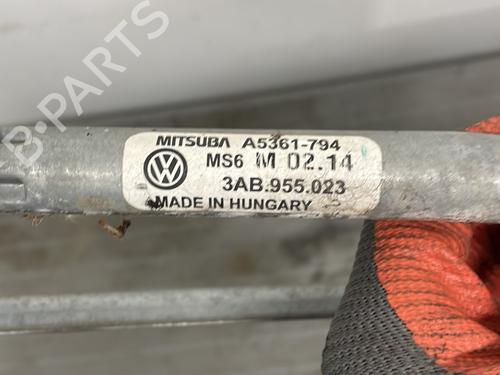 MITSUBA A5361-794
MS6 M 02.14
3AB.955.023
MADE IN HUNGARY
B-PARTS